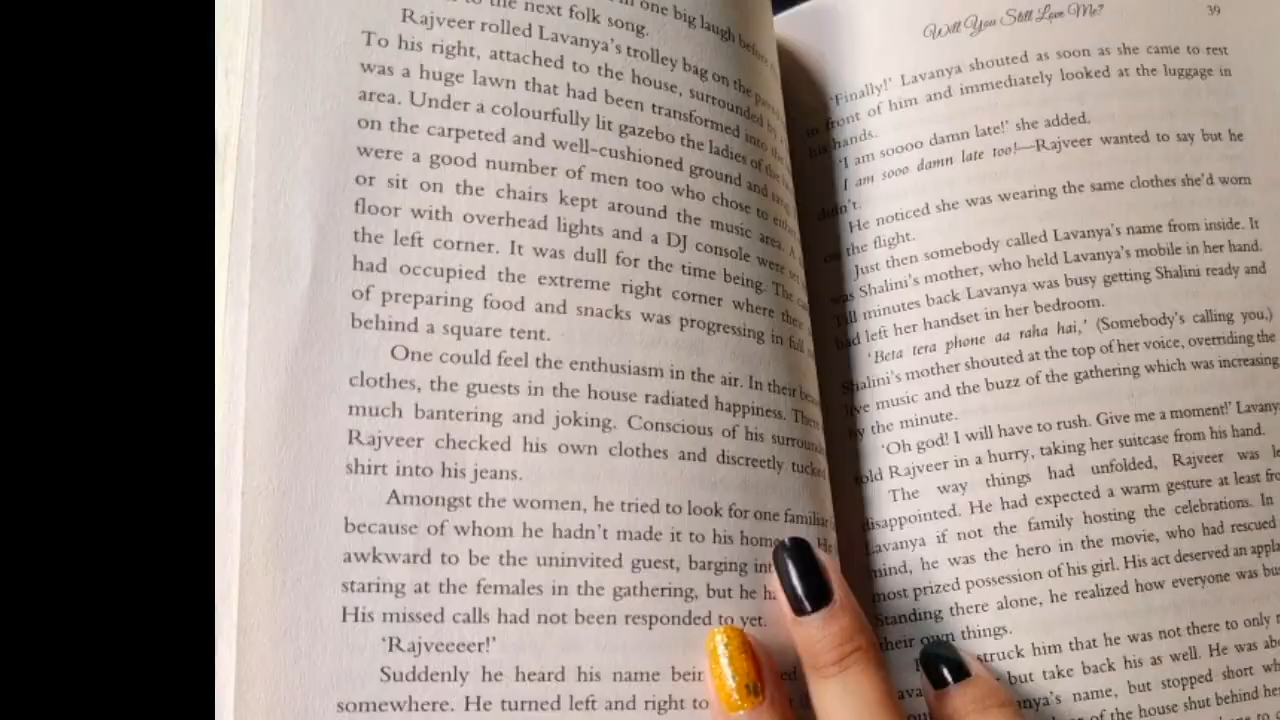 the next folk song.
Rajveer rolled Lavanya's trolley bag on the
To his right, attached to the house, surrounded by
was a huge lawn that had been transformed into the
area. Under a colourfully lit gazebo the ladies of the
on the carpeted and well-cushioned ground and sang
were a good number of men too who chose to either
or sit on the chairs kept around the music area. A
floor with overhead lights and a DJ console were set
the left corner. It was dull for the time being. The
had occupied the extreme right corner where
of preparing food and snacks was progressing in full
behind a square tent.
One could feel the enthusiasm in the air. In their
clothes, the guests in the house radiated happiness. There
much bantering and joking. Conscious of his
Rajveer checked his own clothes and discreetly tucked
shirt into his jeans.
Amongst the women, he tried to look for one familiar
because of whom he hadn't made it to his He
awkward to be the uninvited guest, barging
staring at the females in the gathering, but he
His missed calls had not been responded to yet.
'Rajveeeer!'
Suddenly he heard his name
somewhere. He turned left and right to
Will You Still Love Me? 39
'Finally!' Lavanya shouted as soon as she came to rest
in front of him and immediately looked at the luggage in
his hands.
'I am soooo damn late!' she added.
I am sooo damn late too!—Rajveer wanted to say but he
didn't.
He noticed she was wearing the same clothes she'd worn
on the flight.
Just then somebody called Lavanya's name from inside. It
was Shalini's mother, who held Lavanya's mobile in her hand.
Till minutes back Lavanya was busy getting Shalini ready and
had left her handset in her bedroom.
'Beta tera phone aa raha hai,' (Somebody's calling you,)
Shalini's mother shouted at the top of her voice, overriding the
live music and the buzz of the gathering which was increasing
by the minute.
'Oh god! I will have to rush. Give me a moment!'
told Rajveer in a hurry, taking her suitcase from his hand.
The way things had unfolded, Rajveer was
disappointed. He had expected a warm gesture at least
Lavanya if not the family hosting the celebrations. In
mind, he was the hero in the movie, who had rescued
most prized possession of his girl. His act deserved an
Standing there alone, he realized how everyone was
their own things.
struck him that he was not there to only
but take back his as well. He was
name, but stopped short
of the house shut behind